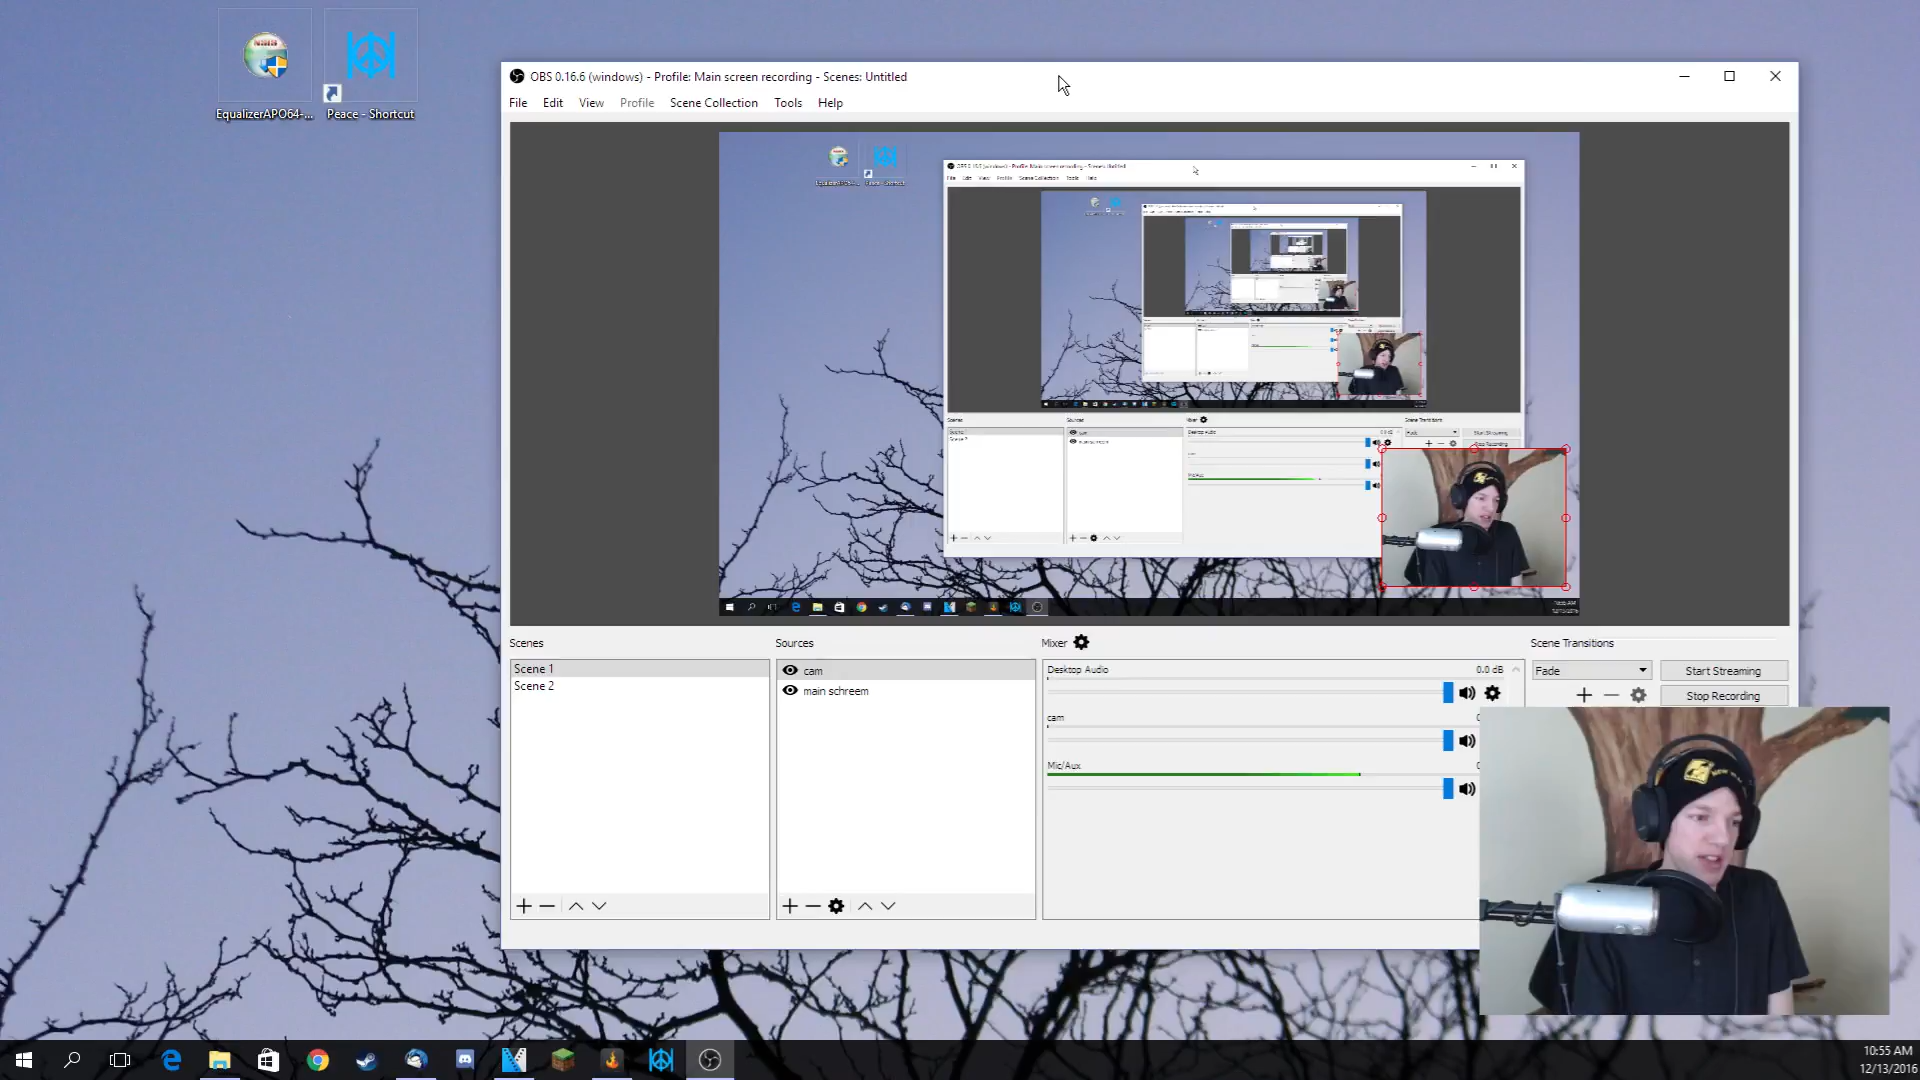 EqualizerAPO64-...
Peace - Shortcut
OBS 0.16.6 (windows) - Profile: Main screen recording - Scenes: Untitled
File Edit View Profile Scene Collection Tools Help
Scenes
Scene 1
Scene 2
Sources
cam
main schreem
Mixer
Desktop Audio 0.0 dB
cam
Mic/Aux
Scene Transitions
Fade
Start Streaming
Stop Recording
10:55 AM
12/13/2016